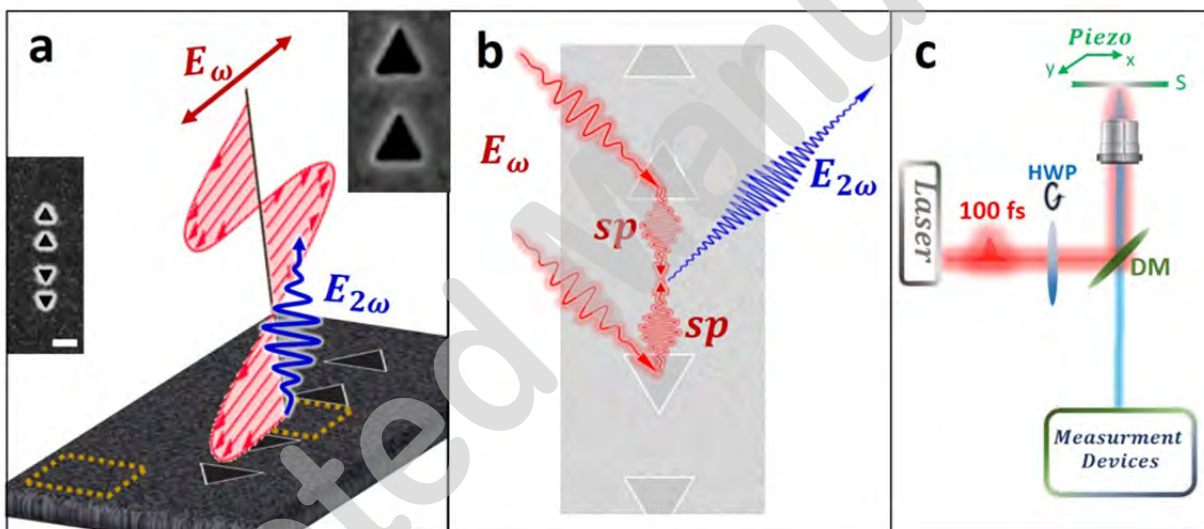 a
E_ω
E_2ω
b
E_ω
sp
sp
E_2ω
c
Piezo
y
x
S
Laser
100 fs
HWP
DM
Measurment
Devices